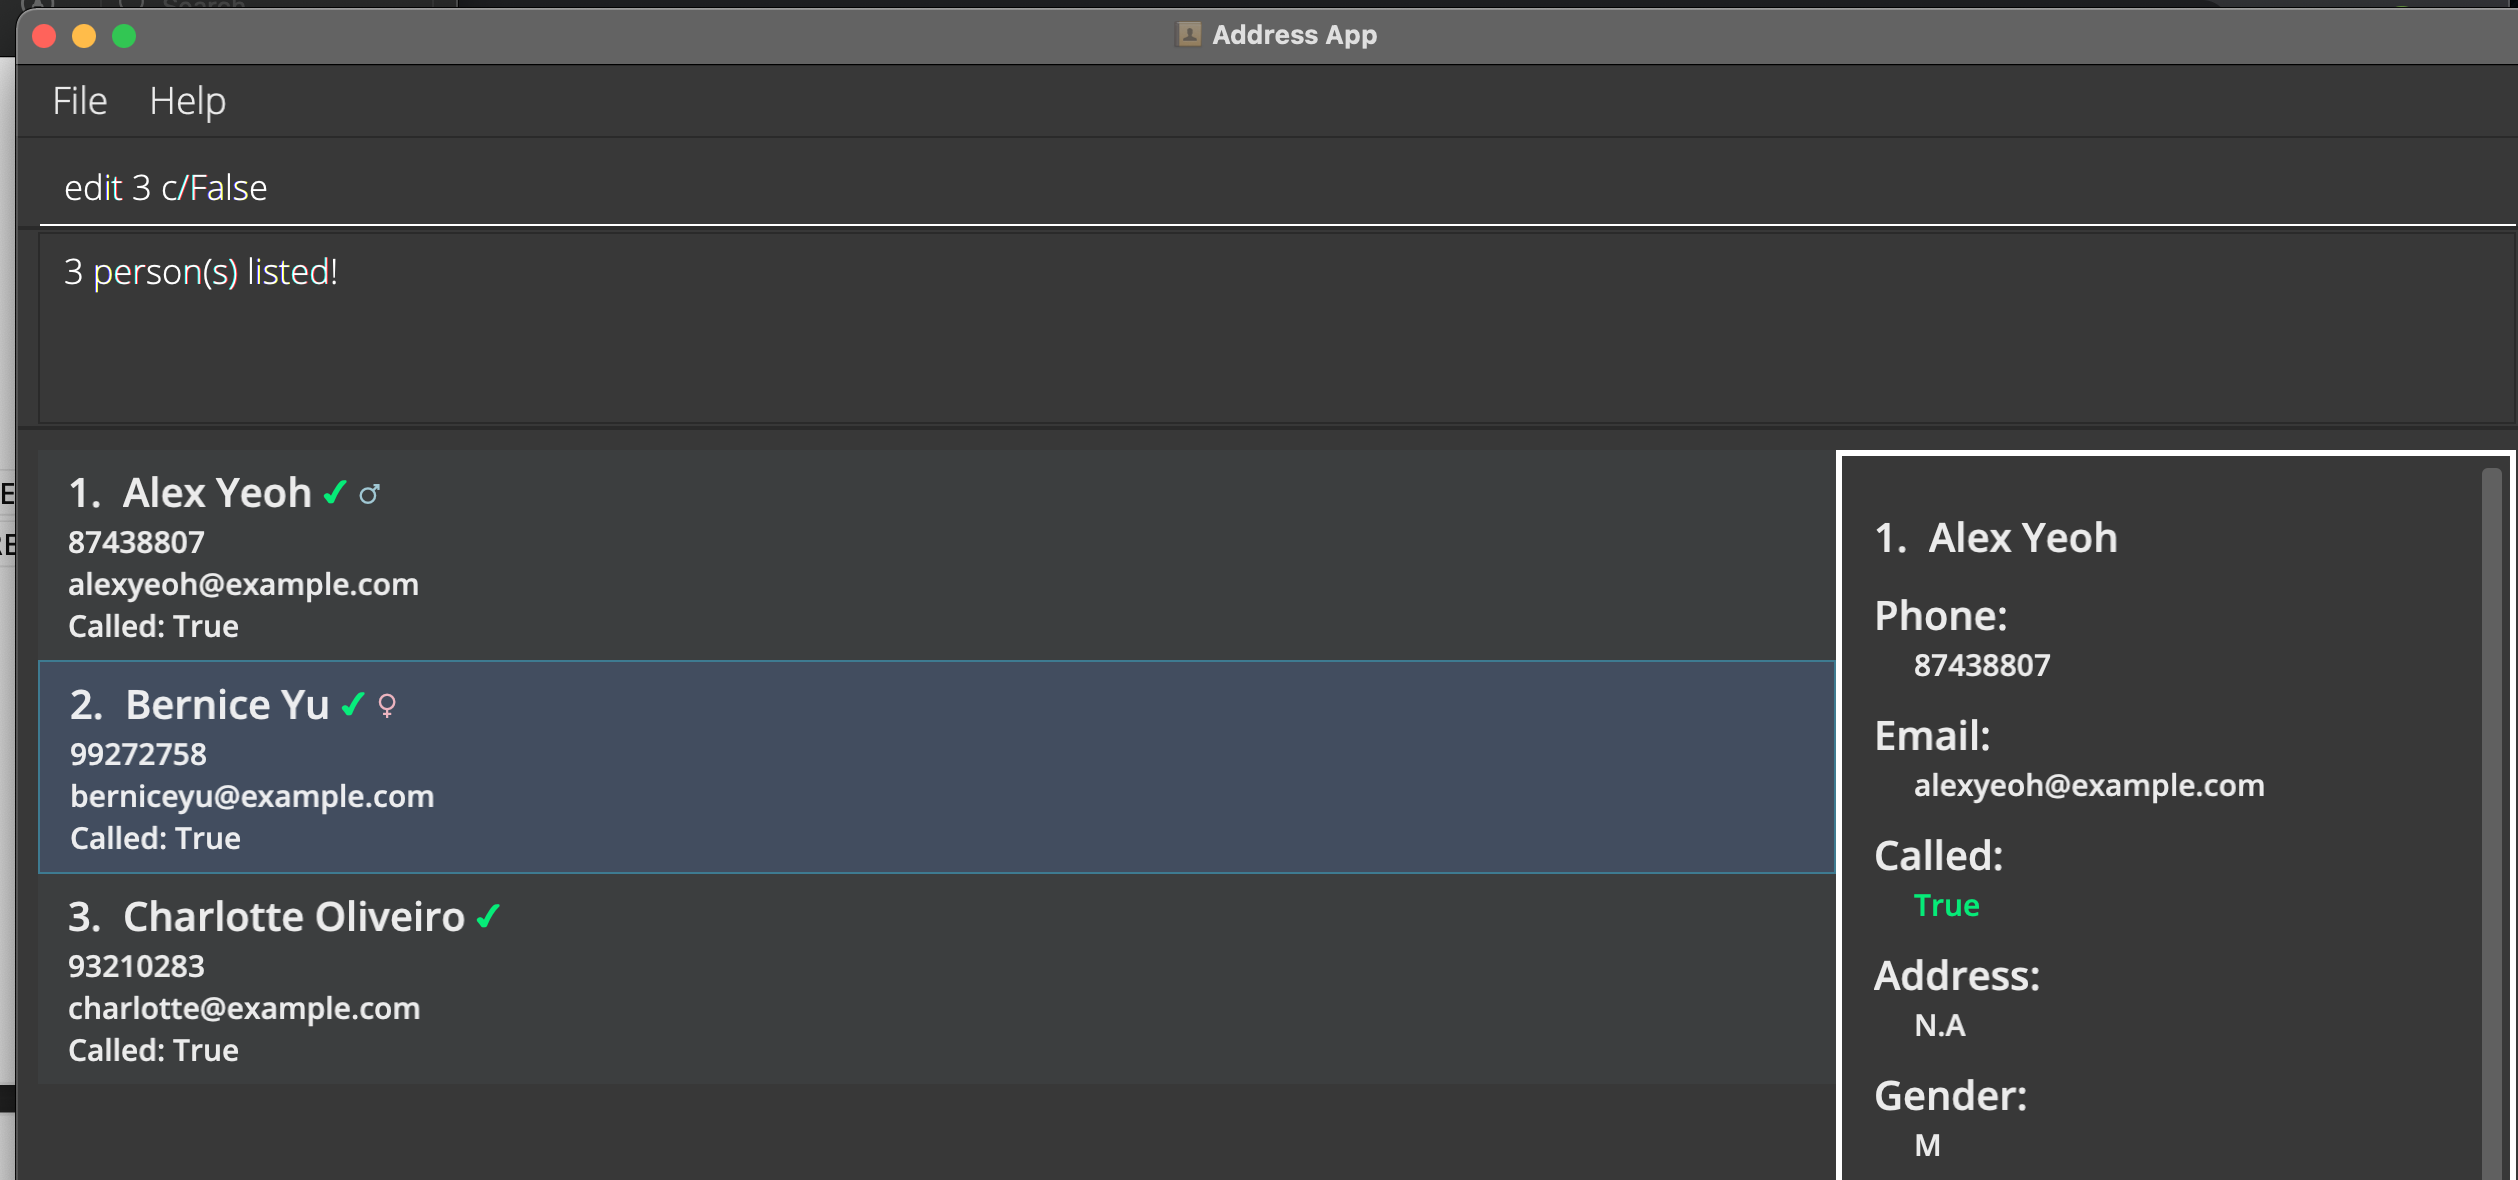 Address App
File Help
edit 3 c/False
3 person(s) listed!
1. Alex Yeoh ✓ ♂
87438807
alexyeoh@example.com
Called: True
2. Bernice Yu ✓ ♀
99272758
berniceyu@example.com
Called: True
3. Charlotte Oliveiro ✓
93210283
charlotte@example.com
Called: True
1. Alex Yeoh
Phone:
87438807
Email:
alexyeoh@example.com
Called:
True
Address:
N.A
Gender:
M